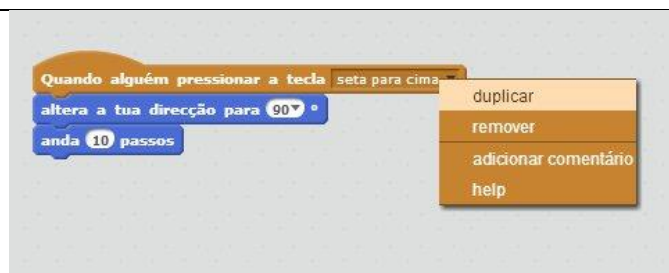 Quando alguém pressionar a tecla seta para cima
altera a tua direcção para 90 °
anda 10 passos
duplicar
remover
adicionar comentário
help